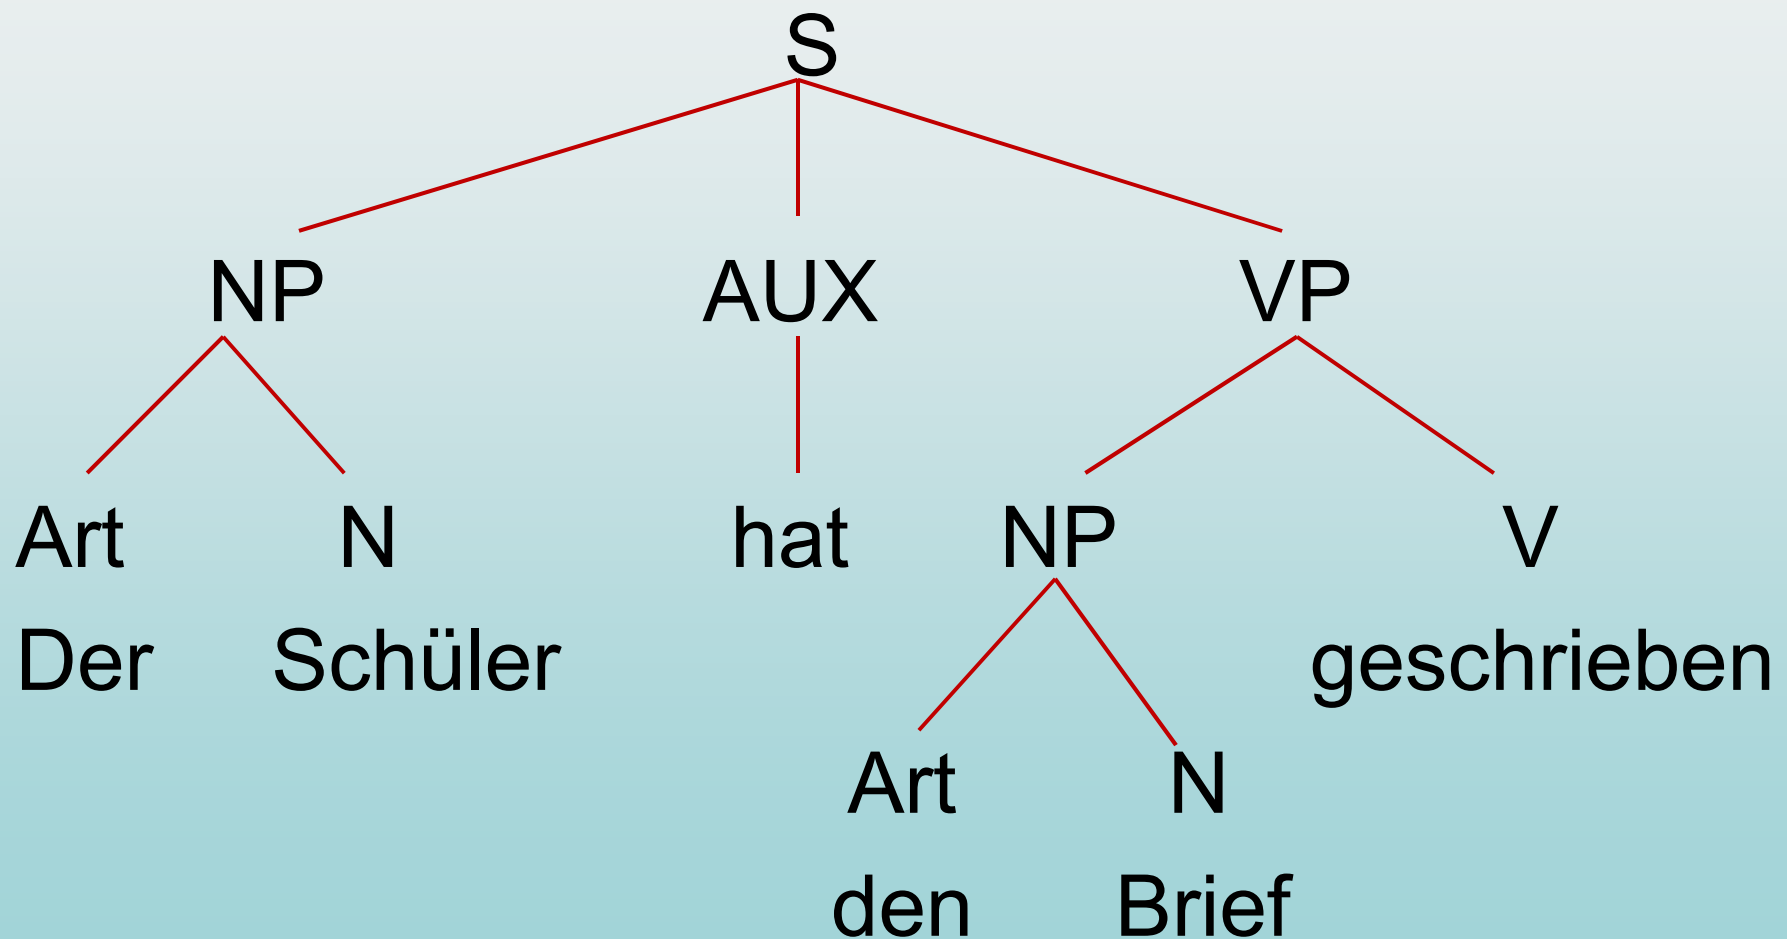 S
NP AUX VP
Art N hat NP V
Der Schüler geschrieben
Art N
den Brief